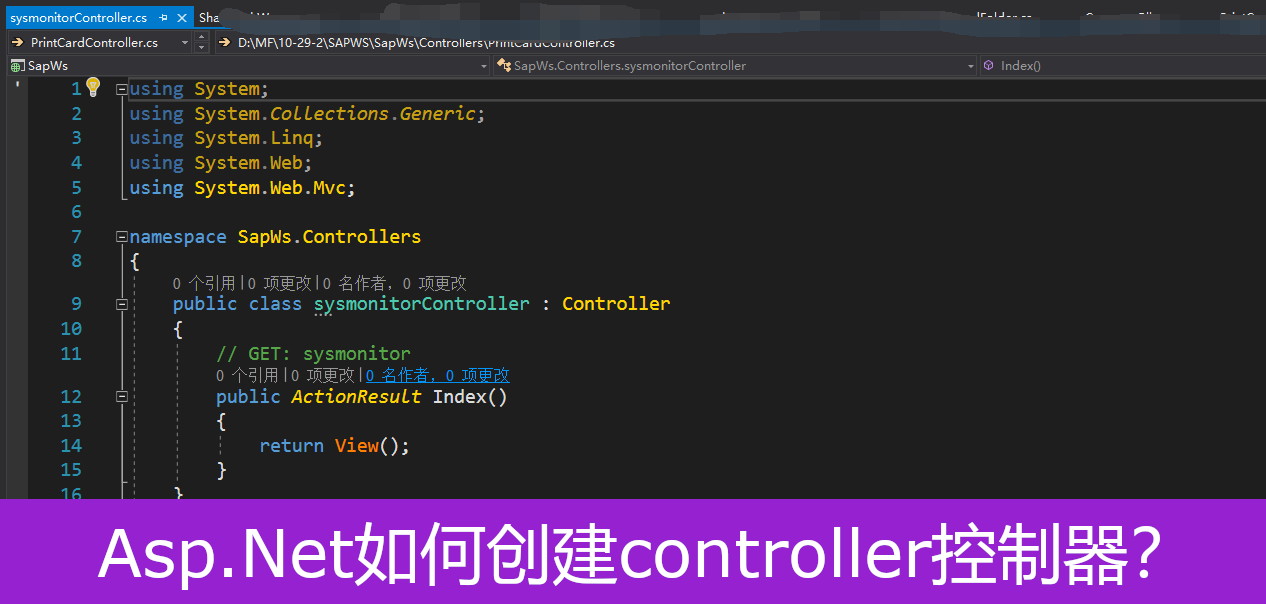 sysmonitorController.cs
Sha
PrintCardController.cs D:\MF\10-29-2\SAPWS\SapWs\Controllers\PrintCardController.cs
SapWs SapWs.Controllers.sysmonitorController Index()
1 using System;
2 using System.Collections.Generic;
3 using System.Linq;
4 using System.Web;
5 using System.Web.Mvc;
6
7 namespace SapWs.Controllers
8 {
0 个引用|0 项更改|0 名作者，0 项更改
9 public class sysmonitorController : Controller
10 {
11 // GET: sysmonitor
0 个引用|0 项更改|0 名作者，0 项更改
12 public ActionResult Index()
13 {
14 return View();
15 }
16 }
Asp.Net如何创建controller控制器?